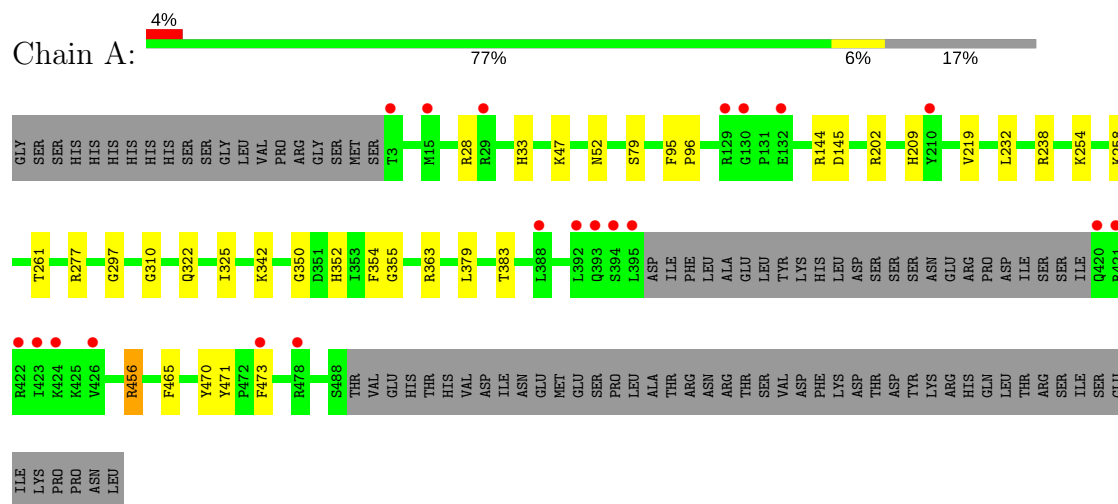 4%
Chain A:
77% 6% 17%
GLY SER SER HIS HIS HIS HIS HIS HIS SER SER GLY LEU VAL PRO ARG GLY SER MET SER T3 M15 R28 R29 H33 K47 N52 S79 F95 P96 R129 G130 P131 E132 R144 D145 R202 H209 Y210 V219 L232 R238 K254 K258
T261 R277 G297 G310 Q322 I325 K342 G350 D351 H352 I353 F354 G355 R363 L379 T383 L388 L392 Q393 S394 L395 ASP ILE PHE LEU ALA GLU LEU TYR LYS HIS LEU ASP SER SER SER ASN GLU ARG PRO ASP ILE SER SER ILE Q420
R422 I423 K424 K425 V426 R456 F465 Y470 Y471 P472 F473 R478 S488 THR VAL GLU HIS THR HIS VAL ASP ILE ASN GLU MET GLU SER PRO LEU ALA THR ARG ASN ARG THR SER VAL ASP PHE LYS ASP THR ASP TYR LYS ARG HIS GLN LEU THR ARG SER ILE SER
ILE LYS PRO PRO ASN LEU